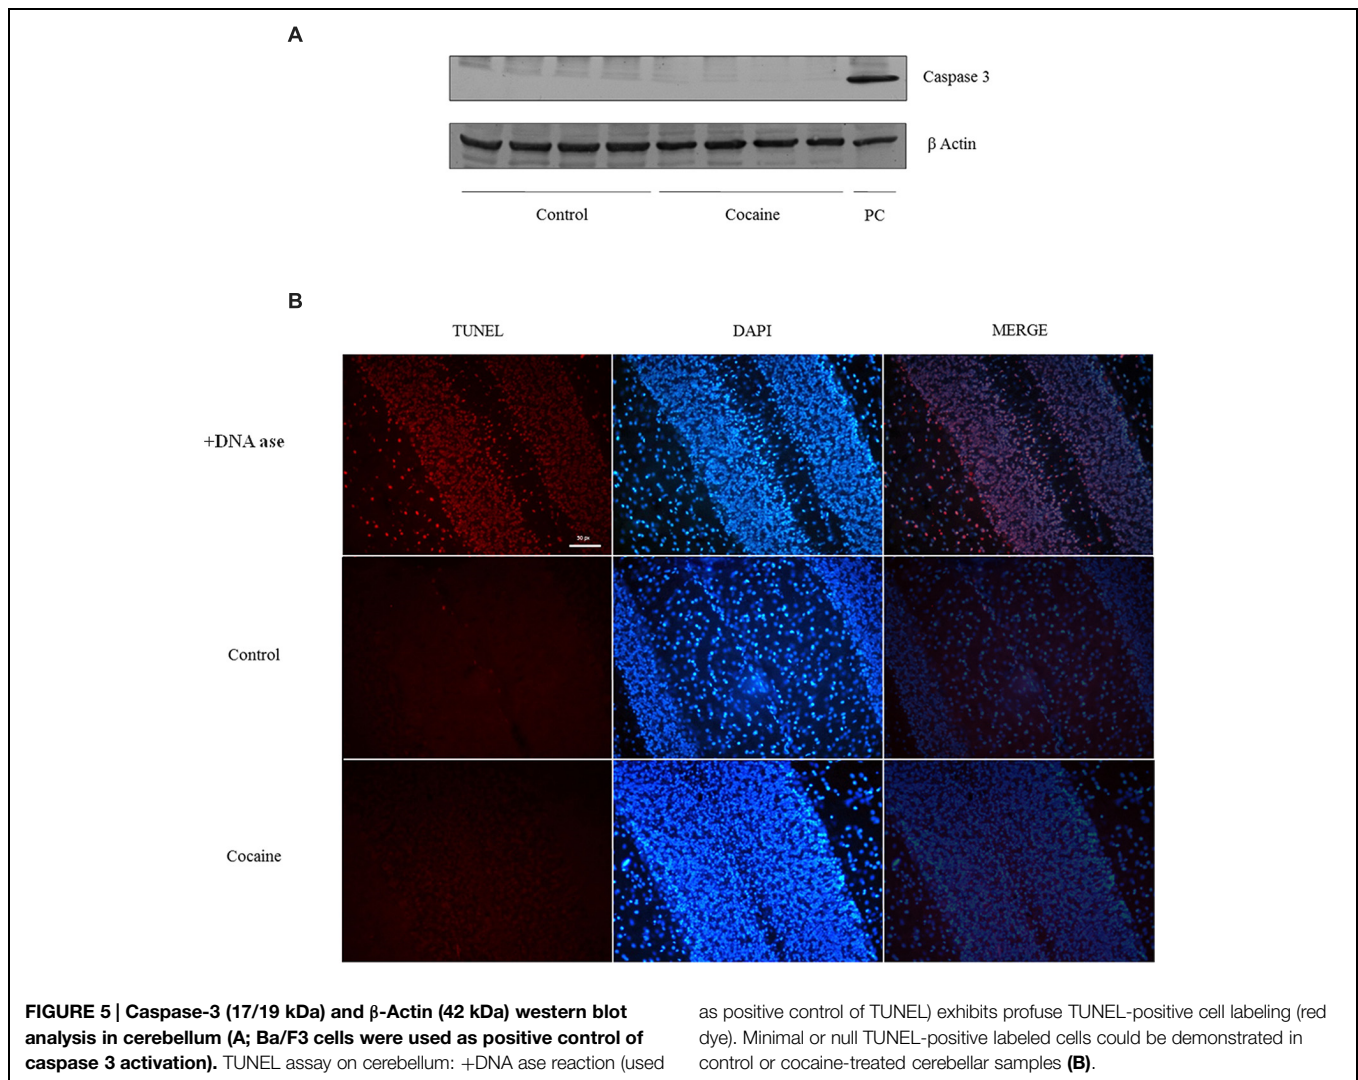 A
Caspase 3
β Actin
Control
Cocaine
PC
B
TUNEL
DAPI
MERGE
+DNA ase
50 px
Control
Cocaine
FIGURE 5 | Caspase-3 (17/19 kDa) and β-Actin (42 kDa) western blot
analysis in cerebellum (A; Ba/F3 cells were used as positive control of
caspase 3 activation). TUNEL assay on cerebellum: +DNA ase reaction (used
as positive control of TUNEL) exhibits profuse TUNEL-positive cell labeling (red
dye). Minimal or null TUNEL-positive labeled cells could be demonstrated in
control or cocaine-treated cerebellar samples (B).